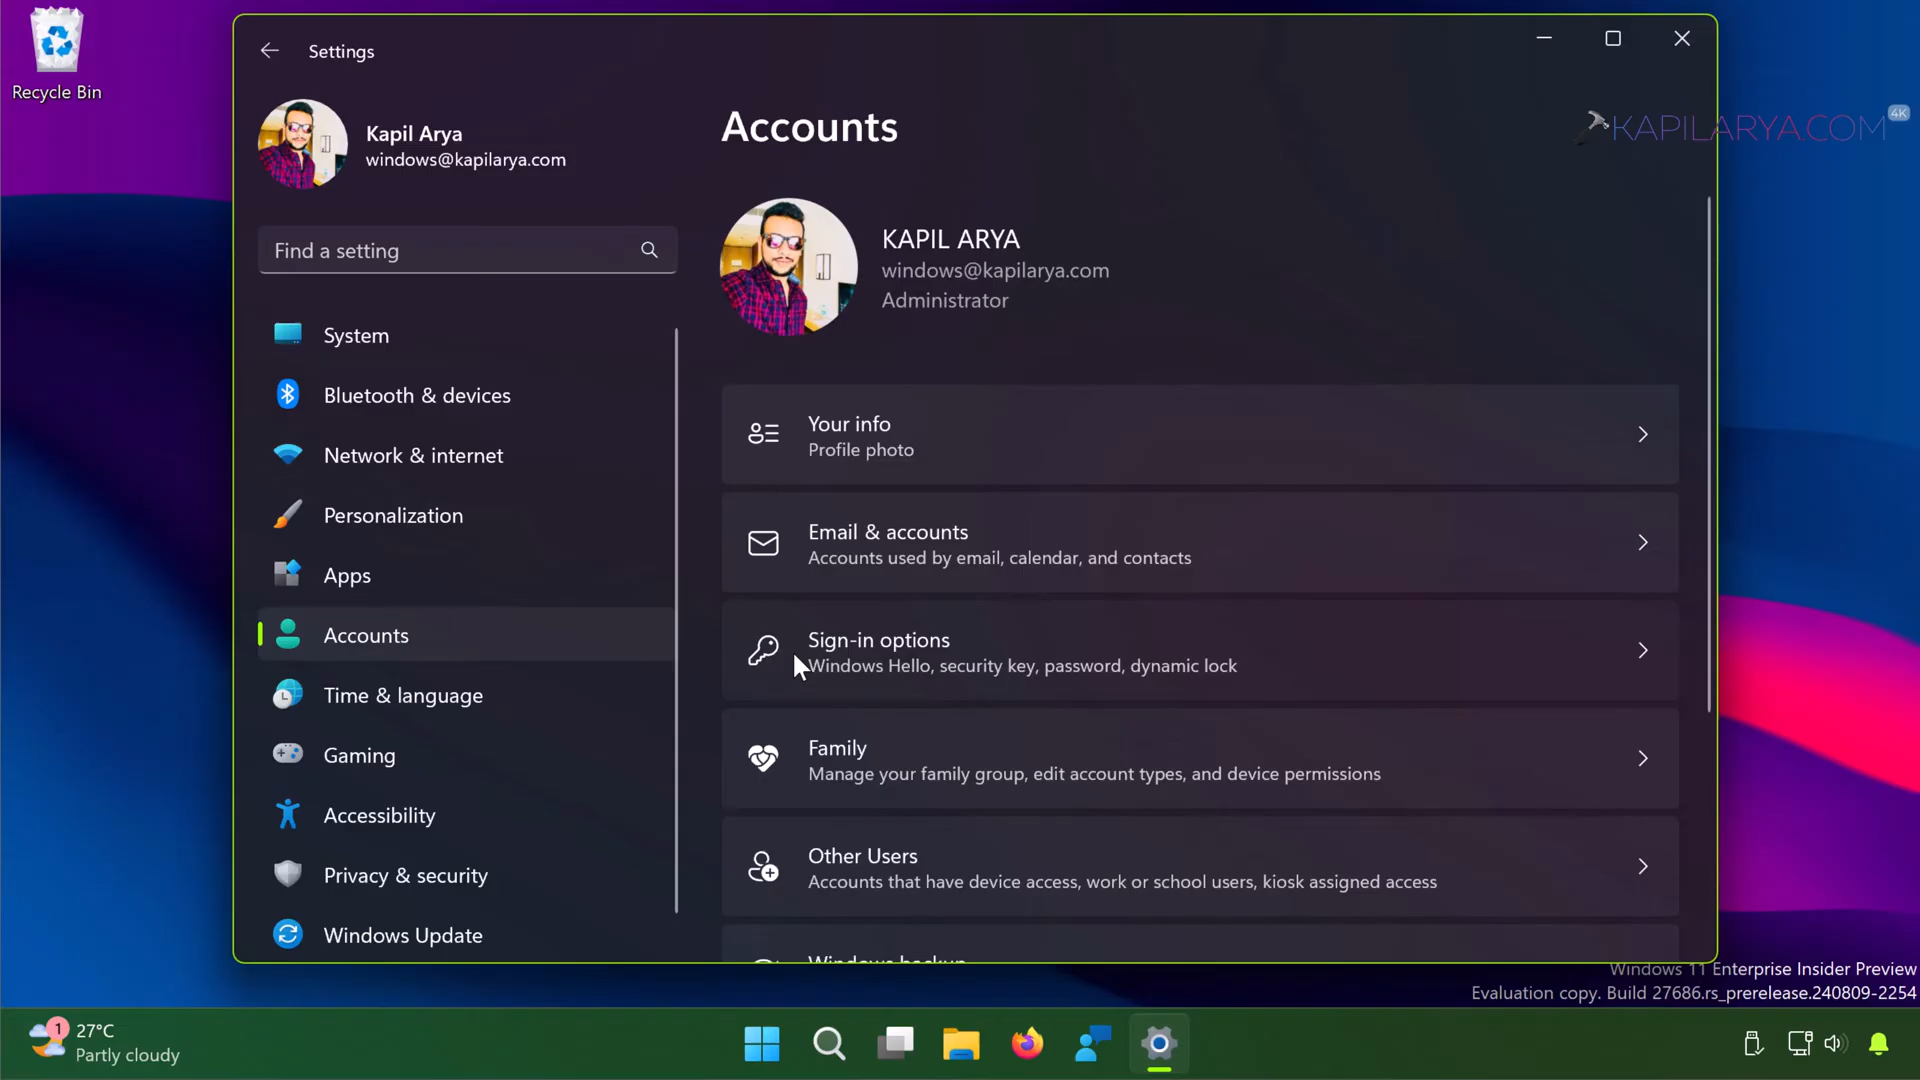 Recycle Bin
Settings
Kapil Arya
windows@kapilarya.com
Find a setting
System
Bluetooth & devices
Network & internet
Personalization
Apps
Accounts
Time & language
Gaming
Accessibility
Privacy & security
Windows Update
Accounts
KAPILARYA.COM
4K
KAPIL ARYA
windows@kapilarya.com
Administrator
Your info
Profile photo
Email & accounts
Accounts used by email, calendar, and contacts
Sign-in options
Windows Hello, security key, password, dynamic lock
Family
Manage your family group, edit account types, and device permissions
Other Users
Accounts that have device access, work or school users, kiosk assigned access
Windows backup
Windows 11 Enterprise Insider Preview
Evaluation copy. Build 27686.rs_prerelease.240809-2254
1
27°C
Partly cloudy